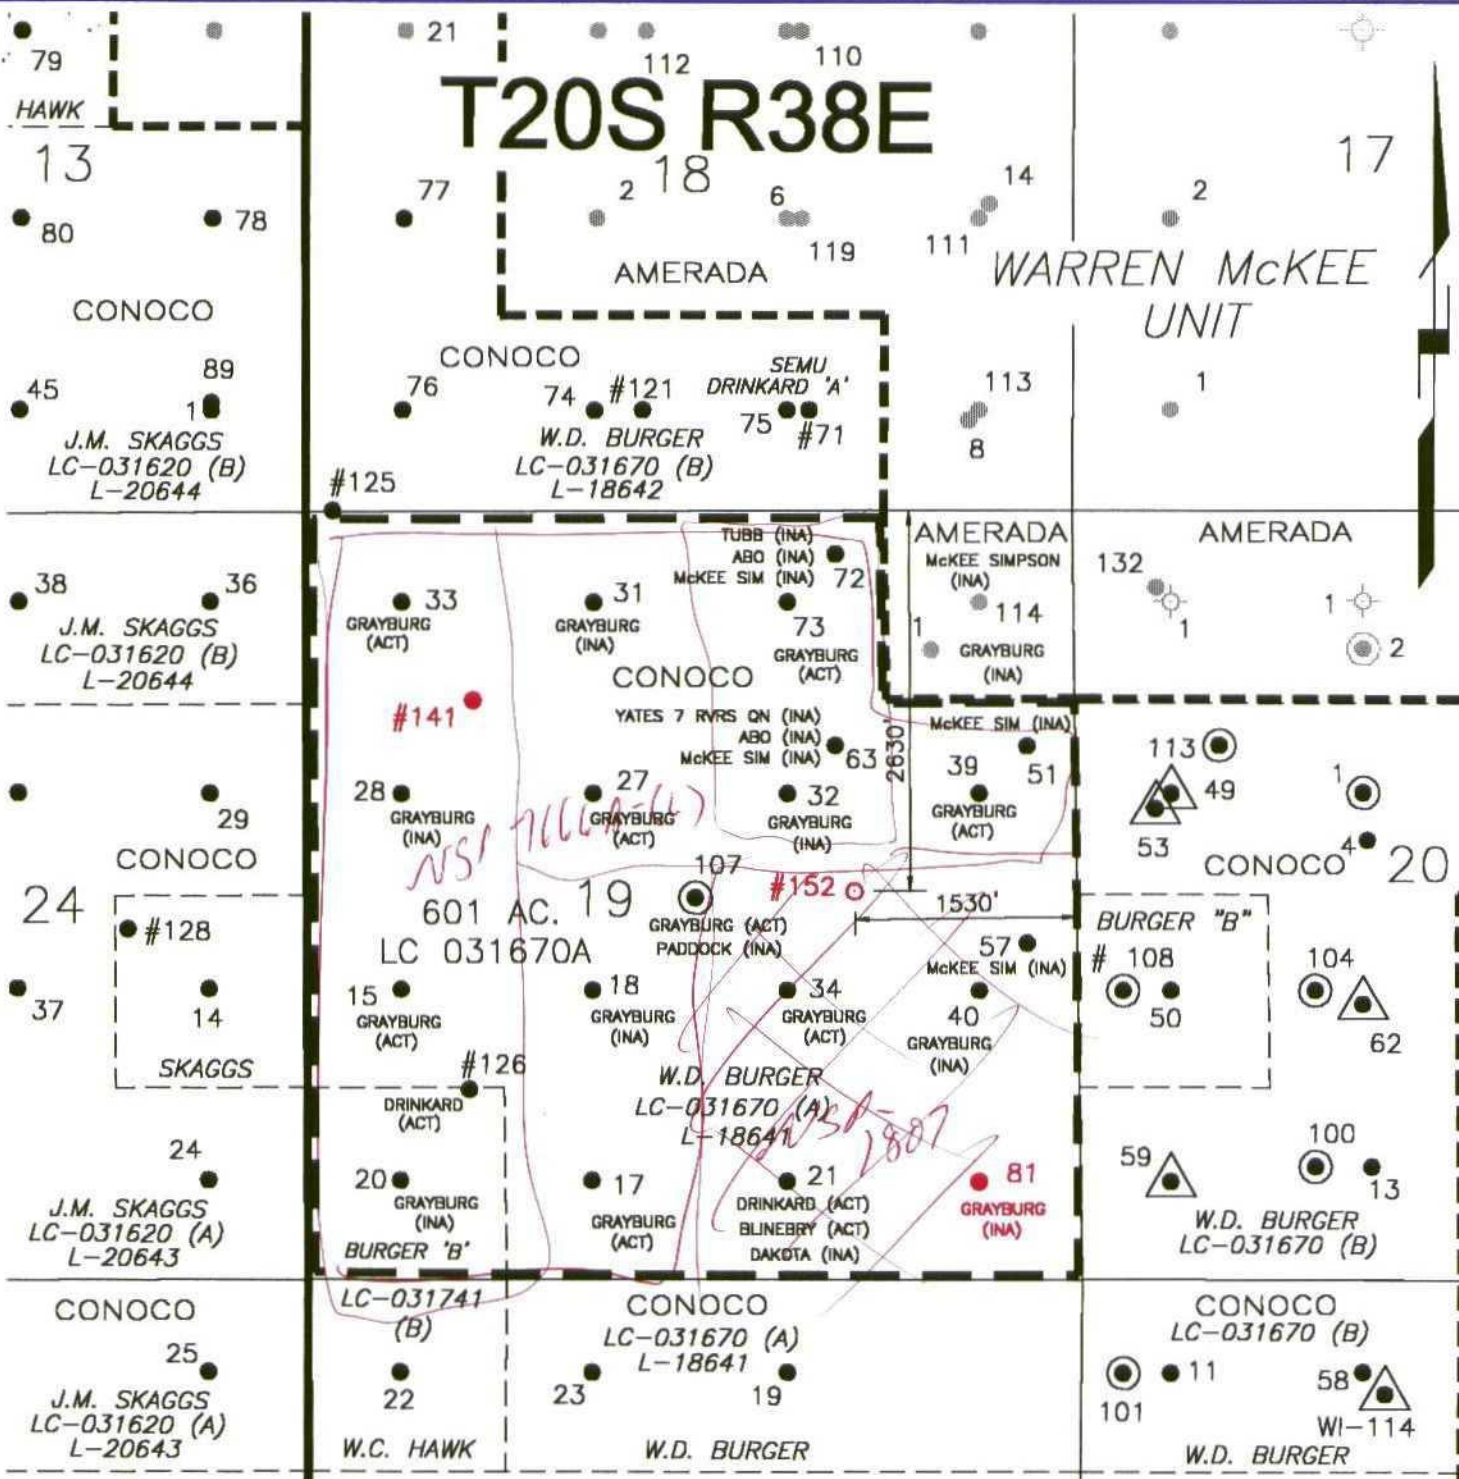 79
21
112
110
HAWK
T20S R38E
13
18
17
77
2
6
14
2
80
78
119
111
AMERADA
WARREN McKEE
UNIT
CONOCO
CONOCO
SEMU
DRINKARD 'A'
45
89
1
76
74
#121
75
#71
113
8
1
J.M. SKAGGS
LC-031620 (B)
L-20644
W.D. BURGER
LC-031670 (B)
L-18642
#125
TUBB (INA)
ABO (INA)
McKEE SIM (INA)
72
AMERADA
McKEE SIMPSON
(INA)
AMERADA
132
38
36
33
31
73
1
114
1
1
2
J.M. SKAGGS
LC-031620 (B)
L-20644
GRAYBURG
(ACT)
GRAYBURG
(INA)
GRAYBURG
(ACT)
GRAYBURG
(INA)
CONOCO
#141
YATES 7 RVRS QN (INA)
ABO (INA)
McKEE SIM (INA)
63
2630'
McKEE SIM (INA)
51
113
49
53
1
4
29
28
GRAYBURG
(INA)
27
GRAYBURG
(ACT)
32
GRAYBURG
(INA)
39
GRAYBURG
(ACT)
CONOCO
CONOCO
20
24
107
#152
601 AC.
19
LC 031670A
GRAYBURG (ACT)
PADDOCK (INA)
1530'
BURGER "B"
#128
57
McKEE SIM (INA)
#
108
104
37
14
15
GRAYBURG
(ACT)
18
GRAYBURG
(INA)
34
GRAYBURG
(ACT)
40
GRAYBURG
(INA)
50
62
SKAGGS
#126
DRINKARD
(ACT)
W.D. BURGER
LC-031670 (A)
L-18641
2807
24
20
GRAYBURG
(INA)
17
GRAYBURG
(ACT)
21
DRINKARD (ACT)
BLINEBRY (ACT)
DAKOTA (INA)
81
GRAYBURG
(INA)
59
100
13
J.M. SKAGGS
LC-031620 (A)
L-20643
BURGER 'B'
W.D. BURGER
LC-031670 (B)
CONOCO
LC-031741
(B)
CONOCO
LC-031670 (A)
L-18641
CONOCO
LC-031670 (B)
25
22
23
19
101
11
58
WI-114
J.M. SKAGGS
LC-031620 (A)
L-20643
W.C. HAWK
W.D. BURGER
W.D. BURGER